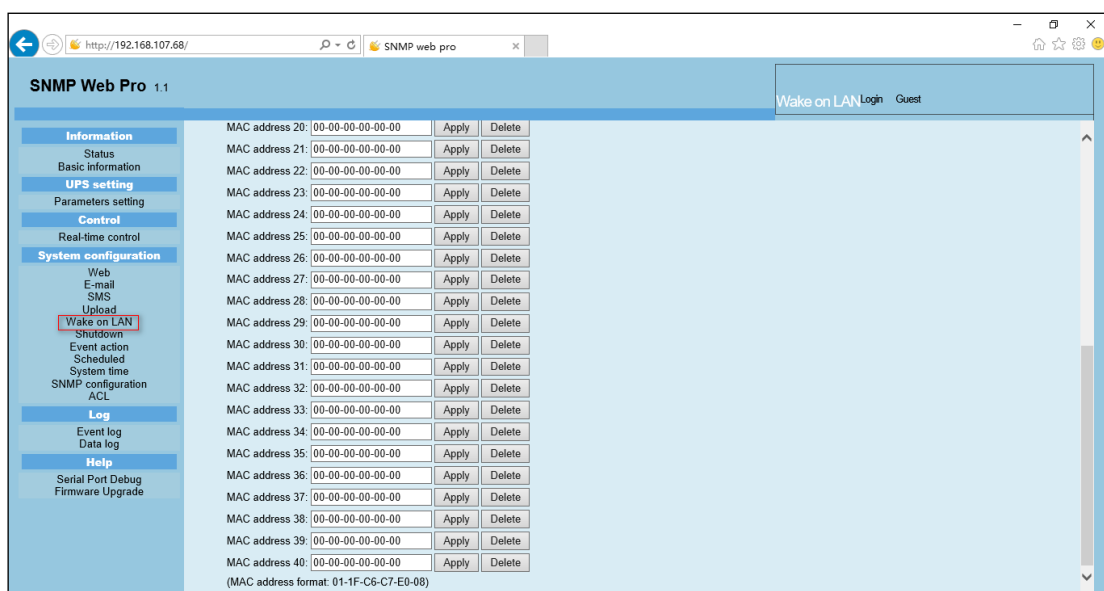 http://192.168.107.68/
SNMP web pro
SNMP Web Pro 1.1
Wake on LAN Login Guest
Information
Status
Basic information
UPS setting
Parameters setting
Control
Real-time control
System configuration
Web
E-mail
SMS
Upload
Wake on LAN
Shutdown
Event action
Scheduled
System time
SNMP configuration
ACL
Log
Event log
Data log
Help
Serial Port Debug
Firmware Upgrade
MAC address 20: 00-00-00-00-00-00 Apply Delete
MAC address 21: 00-00-00-00-00-00 Apply Delete
MAC address 22: 00-00-00-00-00-00 Apply Delete
MAC address 23: 00-00-00-00-00-00 Apply Delete
MAC address 24: 00-00-00-00-00-00 Apply Delete
MAC address 25: 00-00-00-00-00-00 Apply Delete
MAC address 26: 00-00-00-00-00-00 Apply Delete
MAC address 27: 00-00-00-00-00-00 Apply Delete
MAC address 28: 00-00-00-00-00-00 Apply Delete
MAC address 29: 00-00-00-00-00-00 Apply Delete
MAC address 30: 00-00-00-00-00-00 Apply Delete
MAC address 31: 00-00-00-00-00-00 Apply Delete
MAC address 32: 00-00-00-00-00-00 Apply Delete
MAC address 33: 00-00-00-00-00-00 Apply Delete
MAC address 34: 00-00-00-00-00-00 Apply Delete
MAC address 35: 00-00-00-00-00-00 Apply Delete
MAC address 36: 00-00-00-00-00-00 Apply Delete
MAC address 37: 00-00-00-00-00-00 Apply Delete
MAC address 38: 00-00-00-00-00-00 Apply Delete
MAC address 39: 00-00-00-00-00-00 Apply Delete
MAC address 40: 00-00-00-00-00-00 Apply Delete
(MAC address format: 01-1F-C6-C7-E0-08)